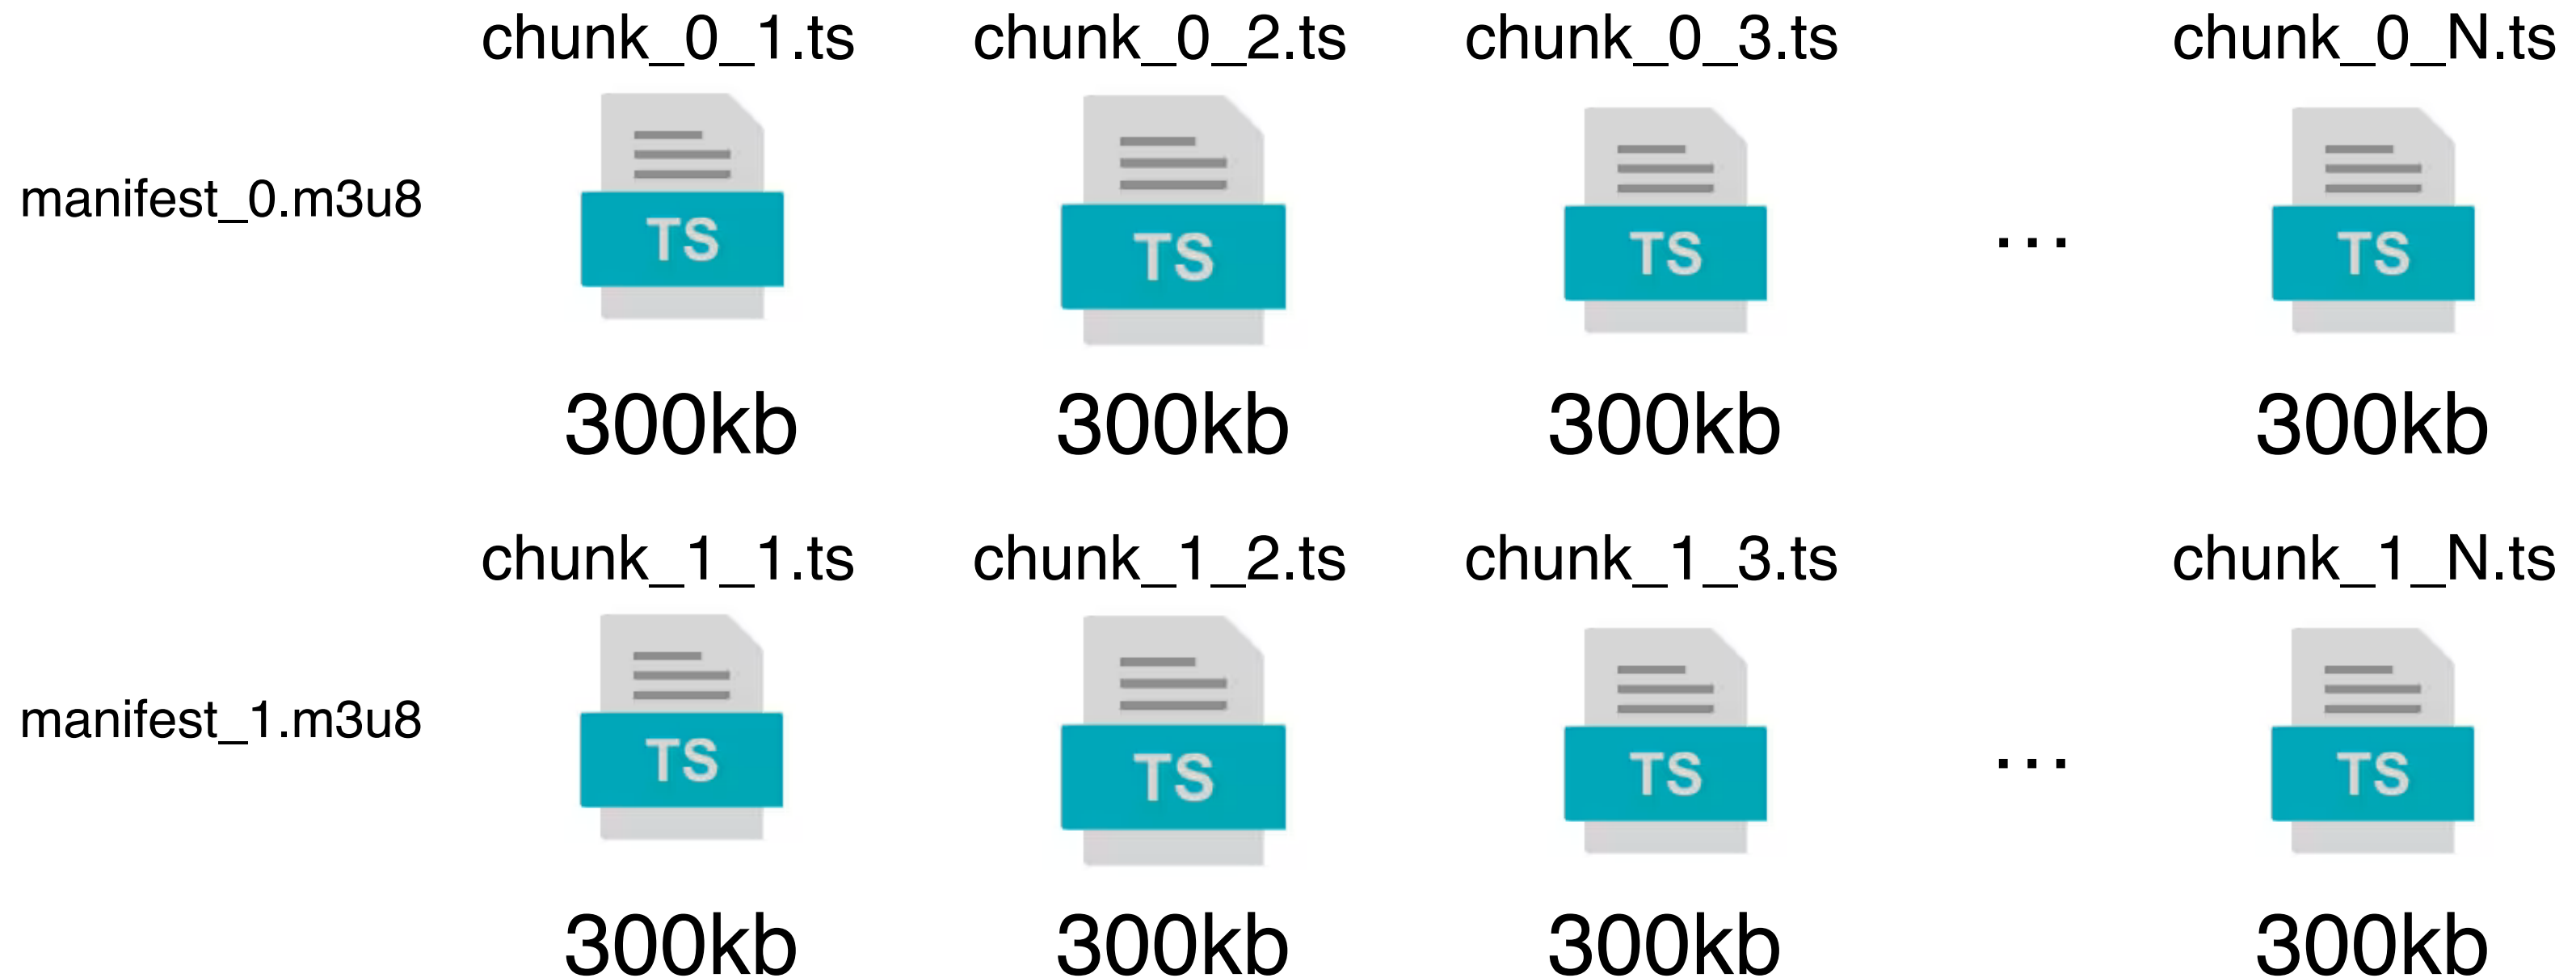 chunk_0_1.ts chunk_0_2.ts chunk_0_3.ts chunk_0_N.ts
manifest_0.m3u8 TS TS TS ... TS
300kb 300kb 300kb 300kb
chunk_1_1.ts chunk_1_2.ts chunk_1_3.ts chunk_1_N.ts
manifest_1.m3u8 TS TS TS ... TS
300kb 300kb 300kb 300kb